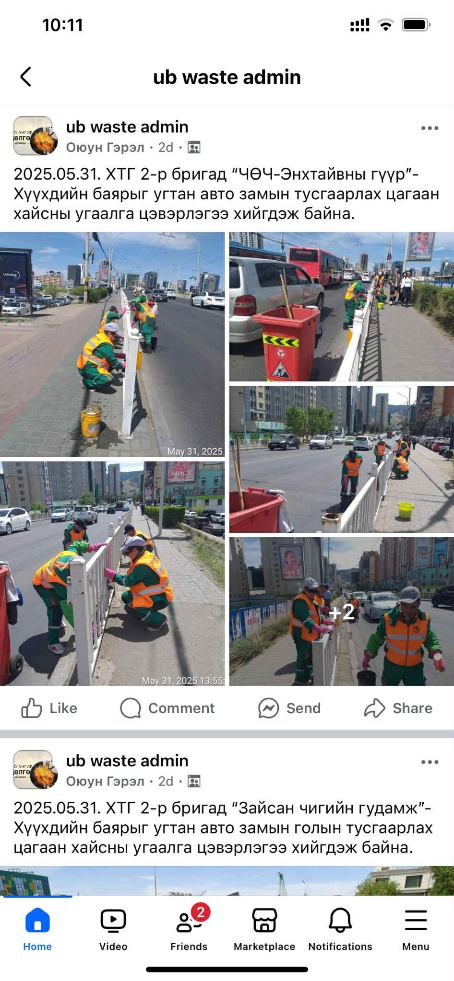 10:11
ub waste admin
ub waste admin
Оюун Гэрэл · 2d ·
2025.05.31. ХТГ 2-р бригад “ЧӨЧ-Энхтайвны гүүр”-
Хүүхдийн баярыг угтан авто замын тусгаарлах цагаан
хайсны угаалга цэвэрлэгээ хийгдэж байна.
May 31, 2025
May 31, 2025 13:55
+2
Like
Comment
Send
Share
ub waste admin
Оюун Гэрэл · 2d ·
2025.05.31. ХТГ 2-р бригад “Зайсан чигийн гудамж”-
Хүүхдийн баярыг угтан авто замын голын тусгаарлах
цагаан хайсны угаалга цэвэрлэгээ хийгдэж байна.
2
Home
Video
Friends
Marketplace
Notifications
Menu